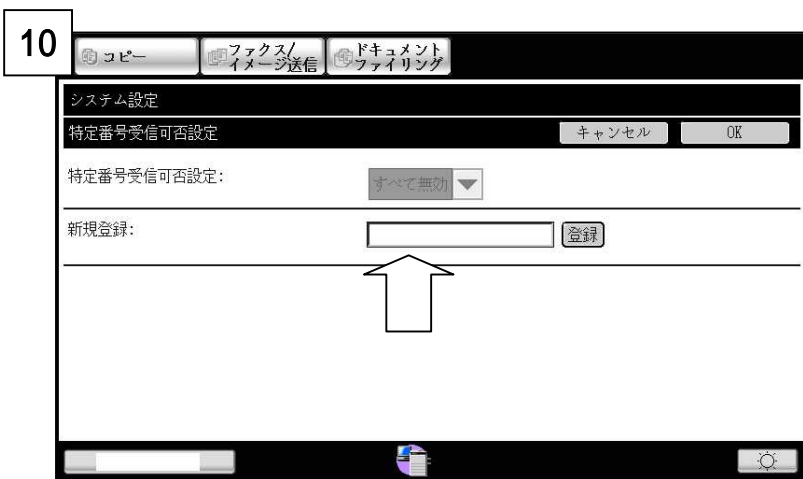 10
コピー
ファクス/
イメージ送信
ドキュメント
ファイリング
システム設定
特定番号受信可否設定
キャンセル
OK
特定番号受信可否設定:
すべて無効
新規登録:
登録